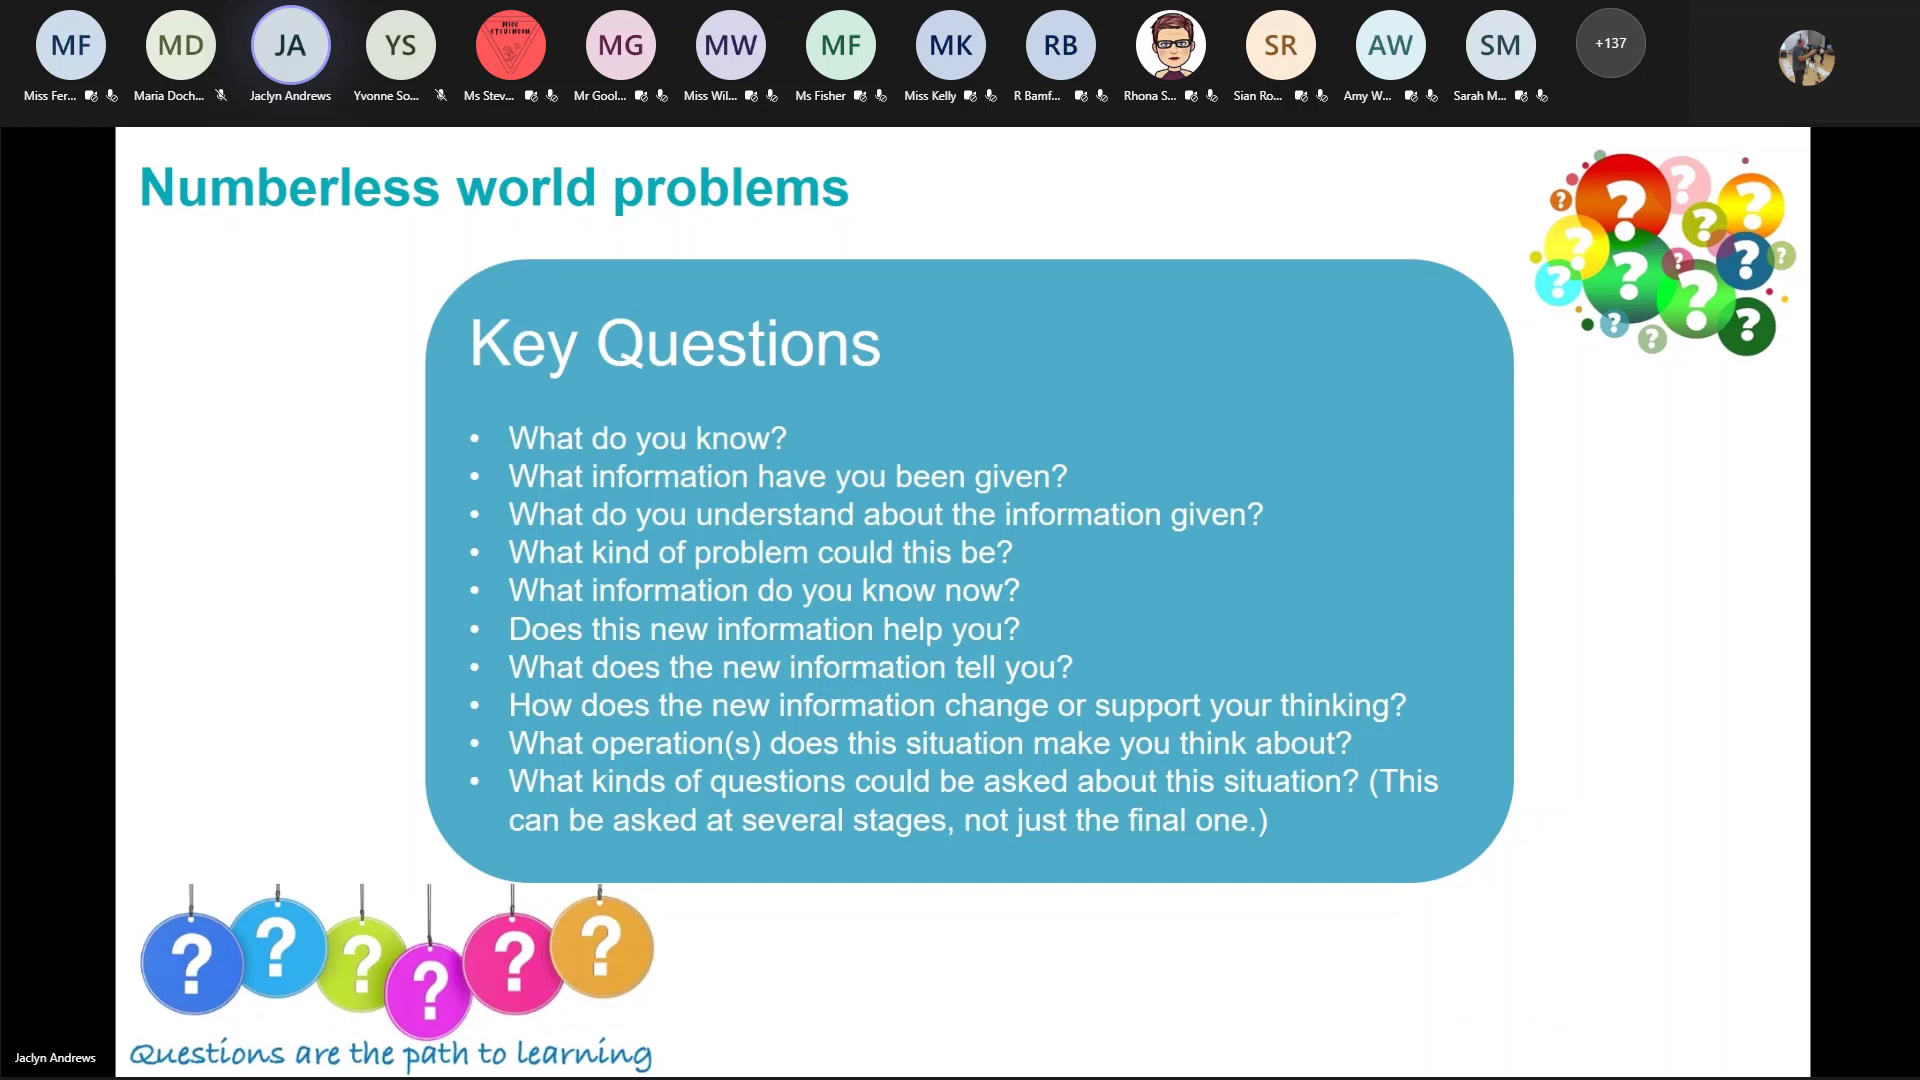 MF MD JA YS MISS STEVENSON MG MW MF MK RB SR AW SM +137
Miss Fer... Maria Doch... Jaclyn Andrews Yvonne So... Ms Stev... Mr Gool... Miss Wil... Ms Fisher Miss Kelly R Bamf... Rhona S... Sian Ro... Amy W... Sarah M...
Numberless world problems
? ? ? ? ? ? ? ? ? ? ? ? ?
Key Questions
• What do you know?
• What information have you been given?
• What do you understand about the information given?
• What kind of problem could this be?
• What information do you know now?
• Does this new information help you?
• What does the new information tell you?
• How does the new information change or support your thinking?
• What operation(s) does this situation make you think about?
• What kinds of questions could be asked about this situation? (This
can be asked at several stages, not just the final one.)
? ? ? ? ? ?
Questions are the path to learning
Jaclyn Andrews